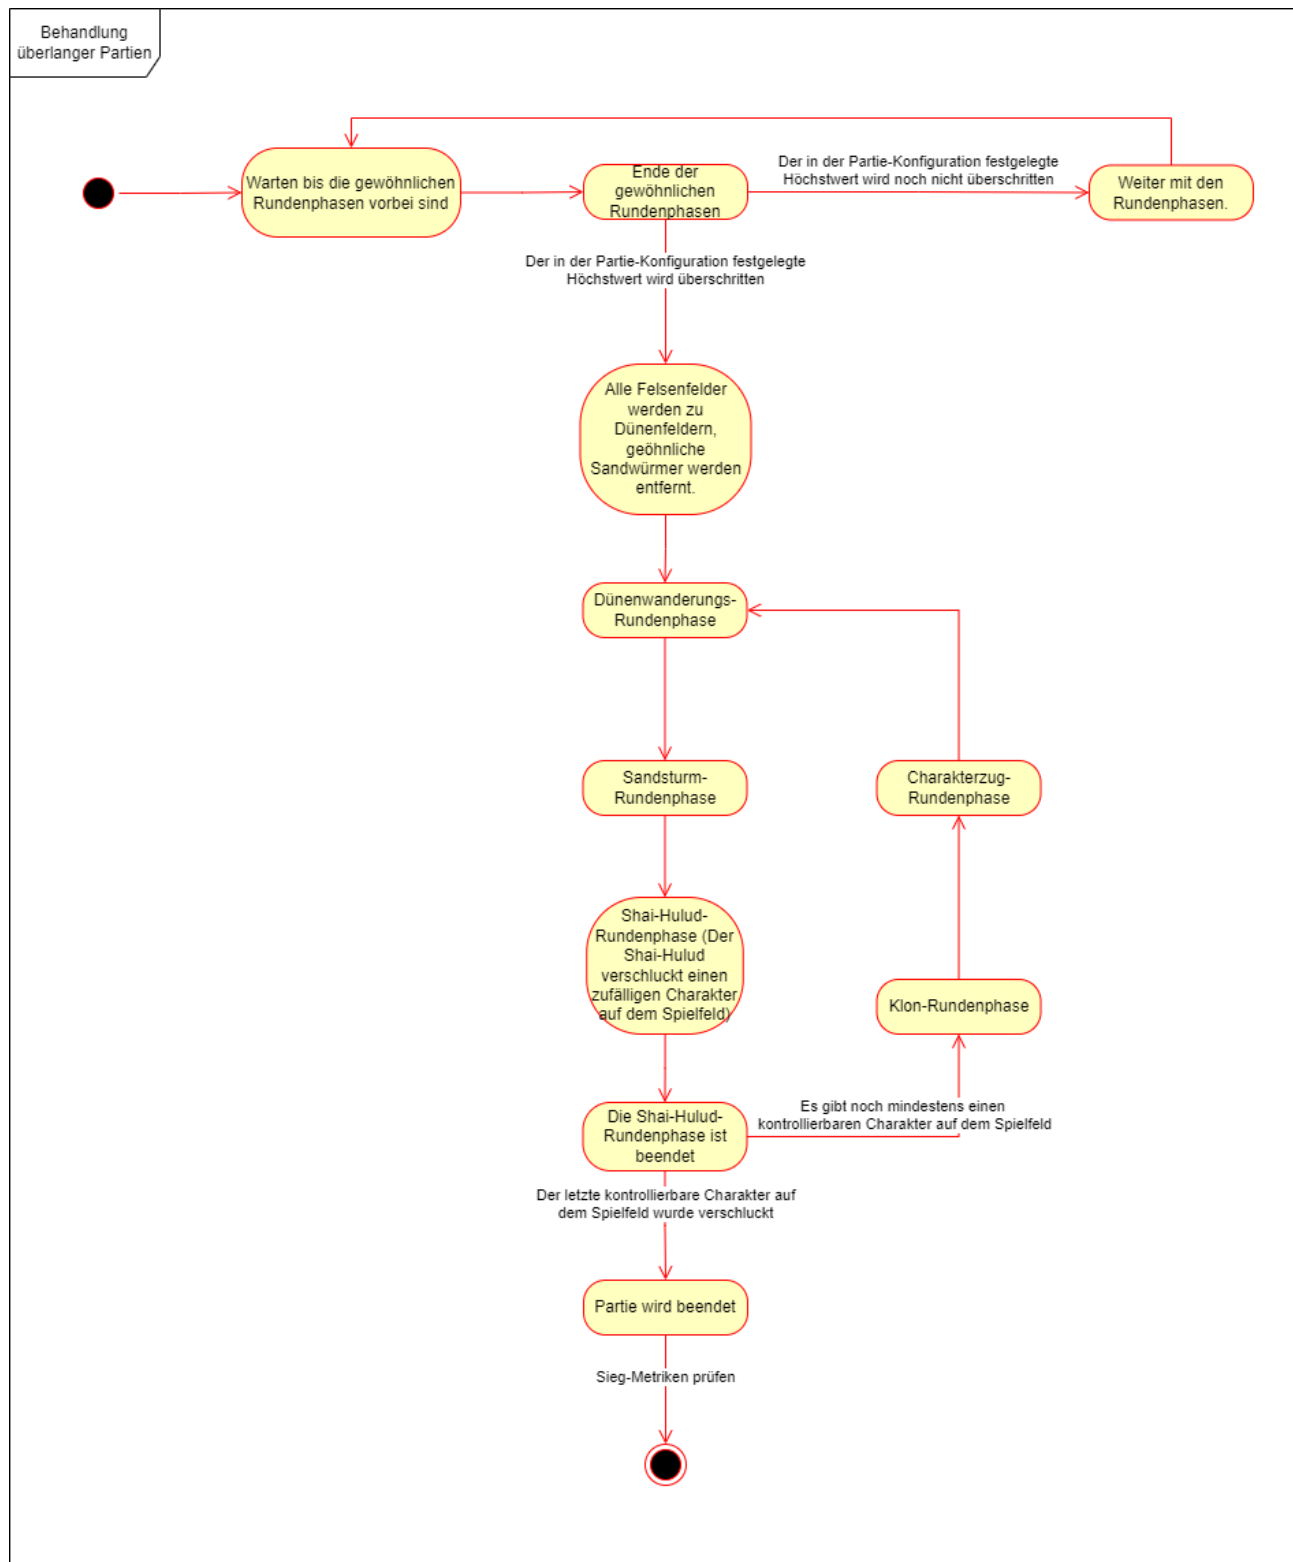 Behandlung
überlanger Partien
Warten bis die gewöhnlichen
Rundenphasen vorbei sind
Ende der
gewöhnlichen
Rundenphasen
Der in der Partie-Konfiguration festgelegte
Höchstwert wird noch nicht überschritten
Weiter mit den
Rundenphasen.
Der in der Partie-Konfiguration festgelegte
Höchstwert wird überschritten
Alle Felsenfelder
werden zu
Dünenfeldern,
geöhnliche
Sandwürmer werden
entfernt.
Dünenwanderungs-
Rundenphase
Sandsturm-
Rundenphase
Charakterzug-
Rundenphase
Shai-Hulud-
Rundenphase (Der
Shai-Hulud
verschluckt einen
zufälligen Charakter
auf dem Spielfeld)
Klon-Rundenphase
Die Shai-Hulud-
Rundenphase ist
beendet
Es gibt noch mindestens einen
kontrollierbaren Charakter auf dem Spielfeld
Der letzte kontrollierbare Charakter auf
dem Spielfeld wurde verschluckt
Partie wird beendet
Sieg-Metriken prüfen